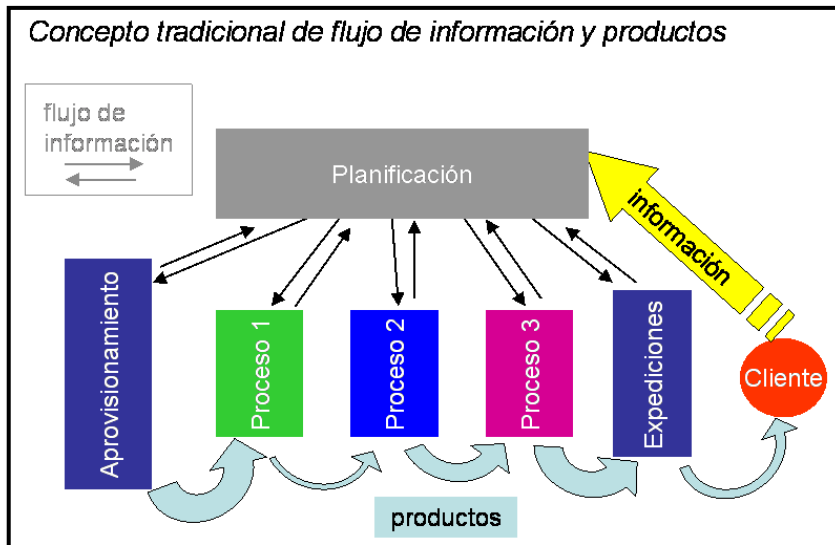 Concepto tradicional de flujo de información y productos
flujo de
información
Planificación
información
Aprovisionamiento
Proceso 1
Proceso 2
Proceso 3
Expediciones
Cliente
productos